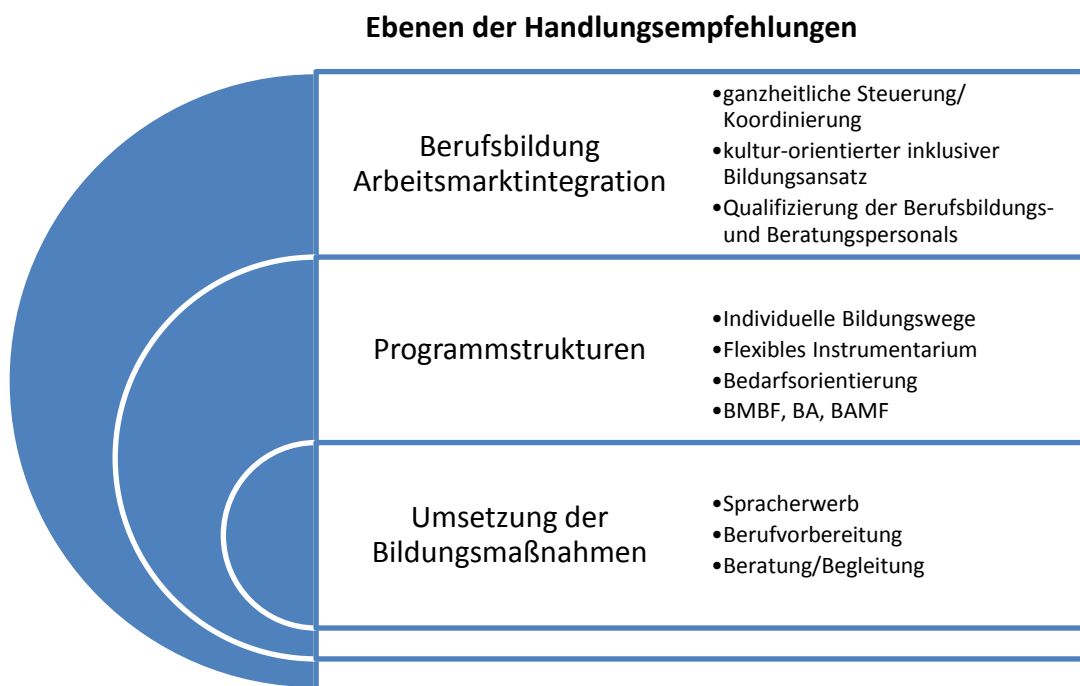 Ebenen der Handlungsempfehlungen
Berufsbildung
Arbeitsmarktintegration
•ganzheitliche Steuerung/
Koordinierung
•kultur-orientierter inklusiver
Bildungsansatz
•Qualifizierung der Berufsbildungs-
und Beratungspersonals
Programmstrukturen
•Individuelle Bildungswege
•Flexibles Instrumentarium
•Bedarfsorientierung
•BMBF, BA, BAMF
Umsetzung der
Bildungsmaßnahmen
•Spracherwerb
•Berufvorbereitung
•Beratung/Begleitung